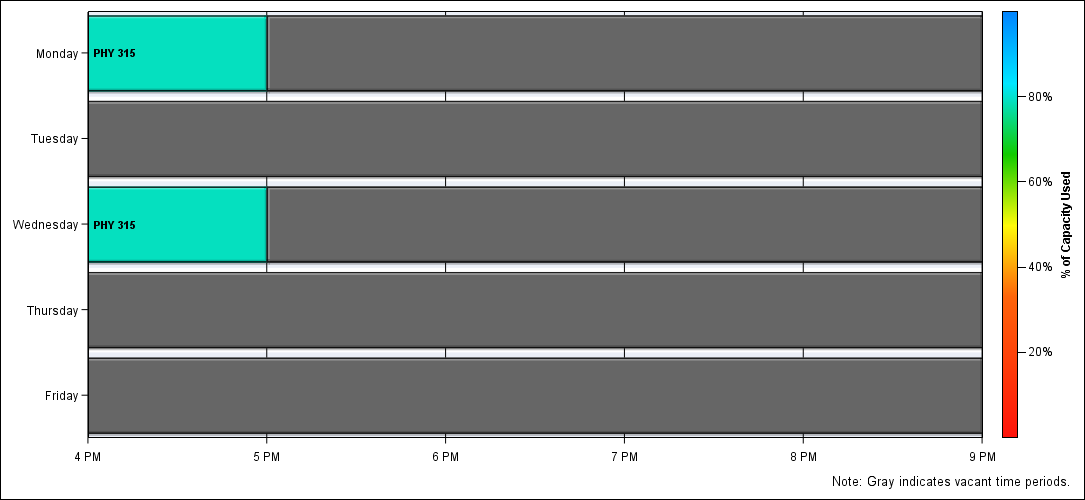 Monday
PHY 315
Tuesday
Wednesday
PHY 315
Thursday
Friday
4 PM 5 PM 6 PM 7 PM 8 PM 9 PM
80%
60%
40%
20%
% of Capacity Used
Note: Gray indicates vacant time periods.